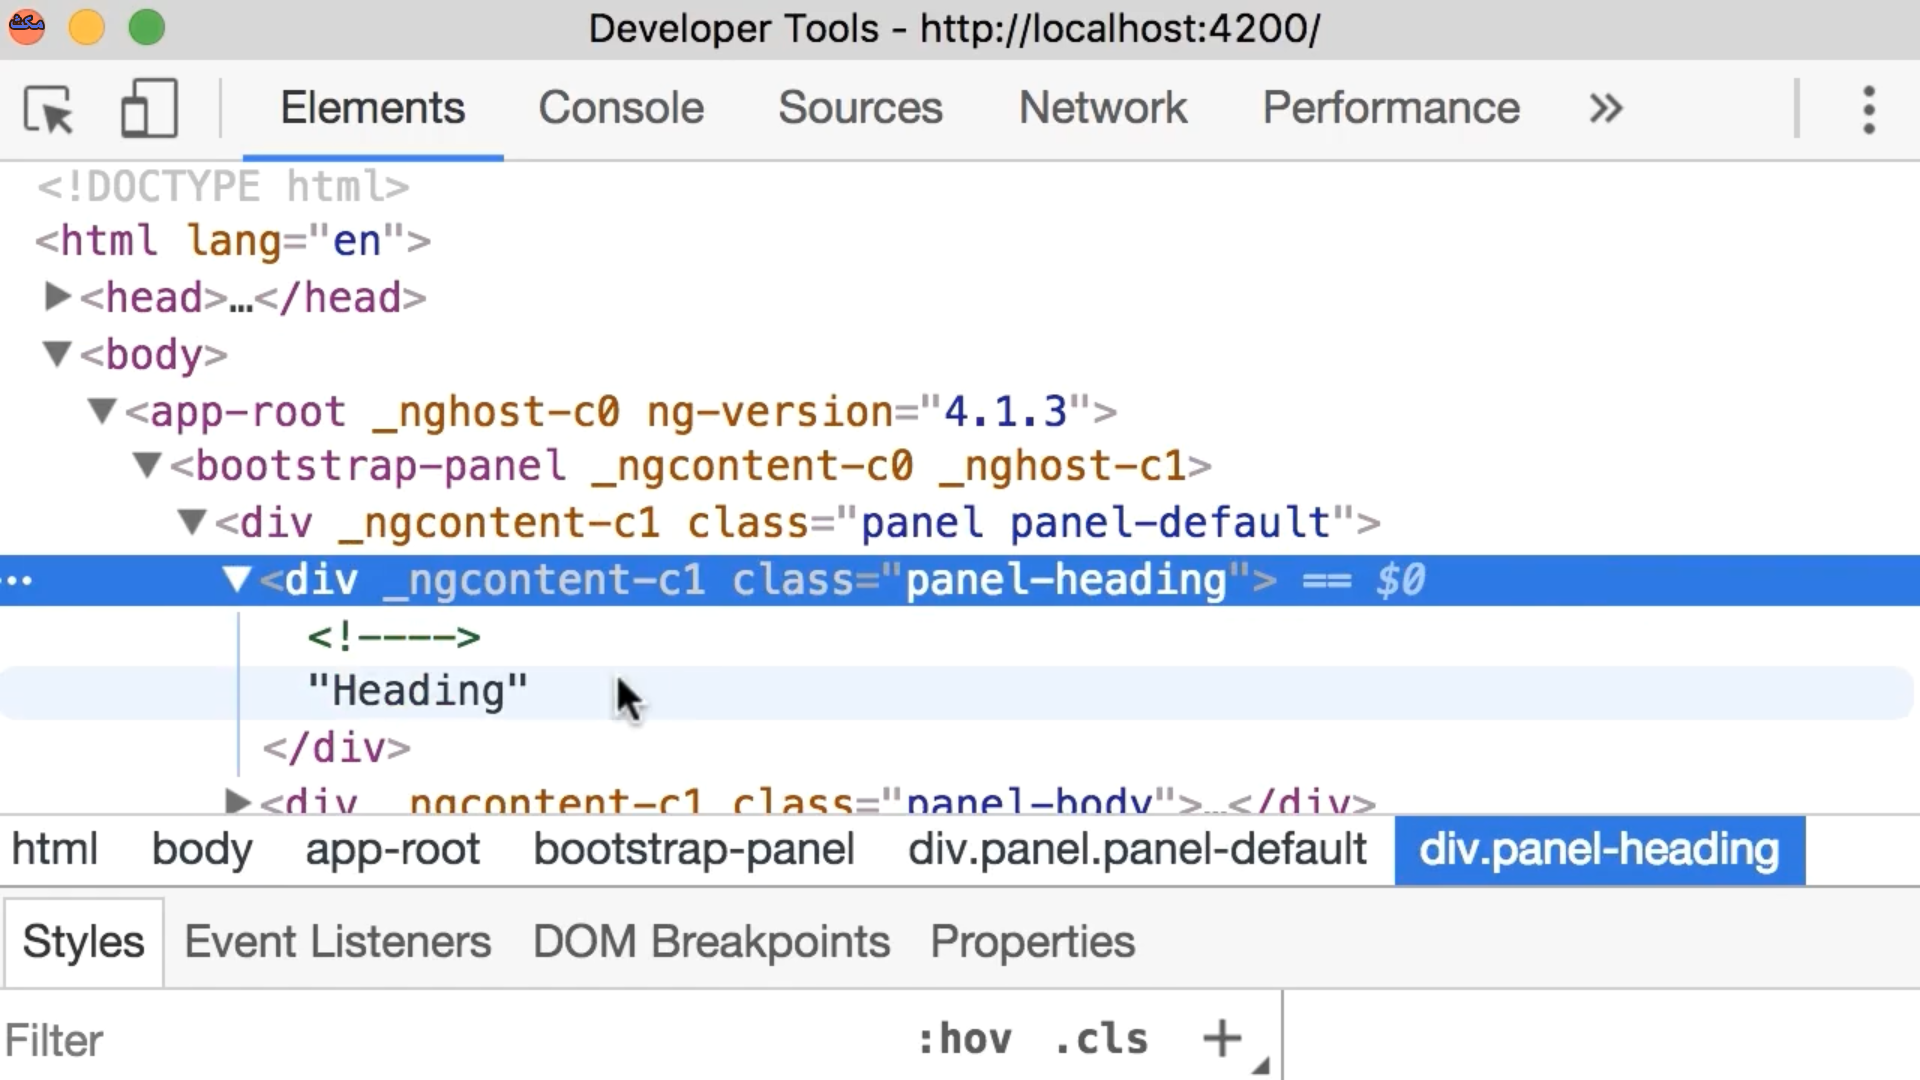 مکث
Developer Tools - http://localhost:4200/
Elements Console Sources Network Performance »
<!DOCTYPE html>
<html lang="en">
▶<head>…</head>
▼<body>
▼<app-root _nghost-c0 ng-version="4.1.3">
▼<bootstrap-panel _ngcontent-c0 _nghost-c1>
▼<div _ngcontent-c1 class="panel panel-default">
… ▼<div _ngcontent-c1 class="panel-heading"> == $0
<!---->
"Heading"
</div>
▶<div _ngcontent-c1 class="panel-body">…</div>
html body app-root bootstrap-panel div.panel.panel-default div.panel-heading
Styles Event Listeners DOM Breakpoints Properties
Filter :hov .cls +